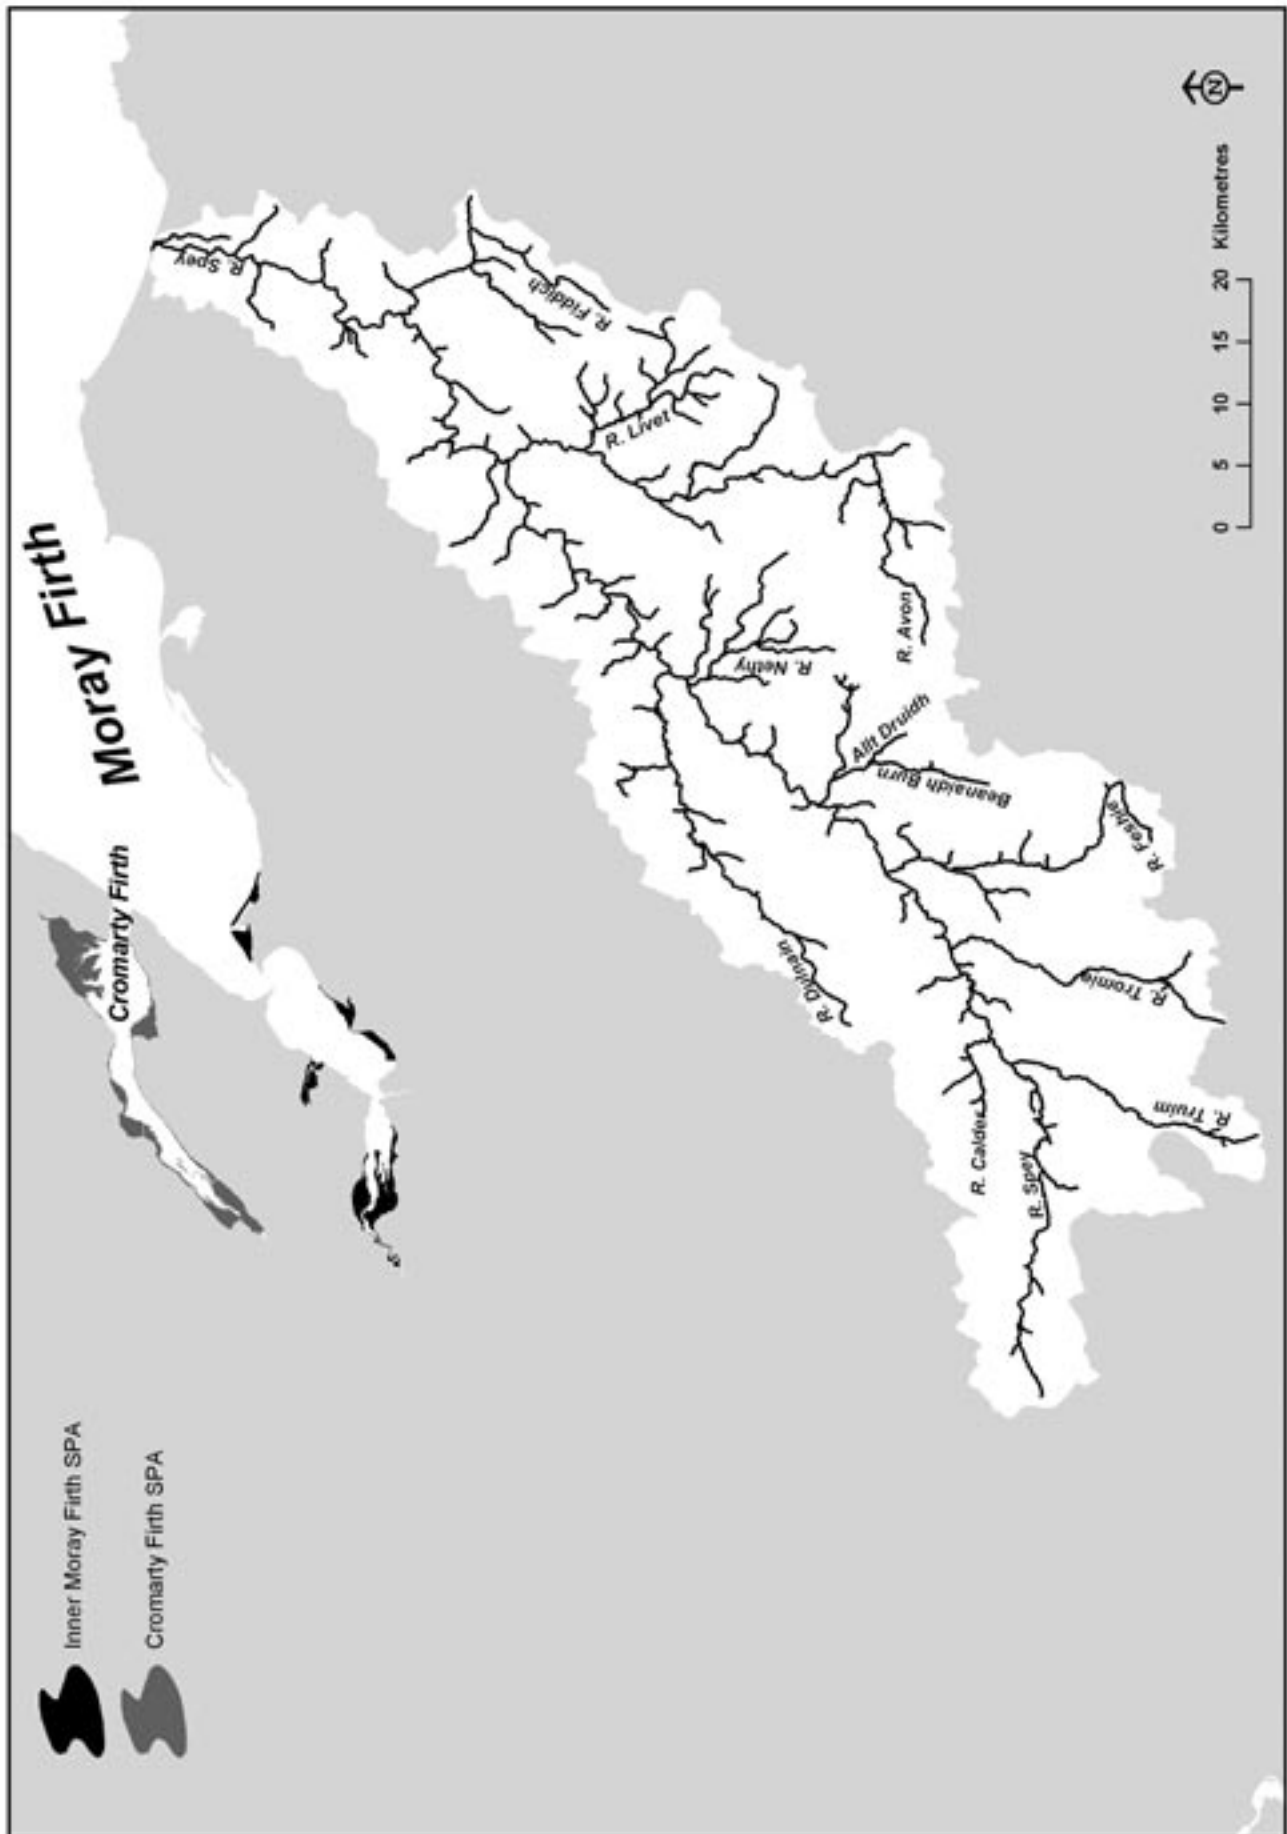 Inner Moray Firth SPA
Cromarty Firth SPA
Moray Firth
Cromarty Firth
R. Spey
R. Fiddich
R. Livet
R. Avon
R. Nethy
Allt Druidh
Beanaidh Burn
R. Feshie
R. Dulnain
R. Tromie
R. Calder
R. Spey
R. Truim
0 5 10 15 20 Kilometres
N